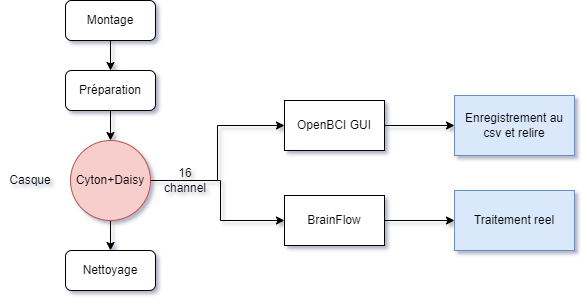 Montage
Préparation
Casque
Cyton+Daisy
16
channel
OpenBCI GUI
Enregistrement au
csv et relire
BrainFlow
Traitement reel
Nettoyage